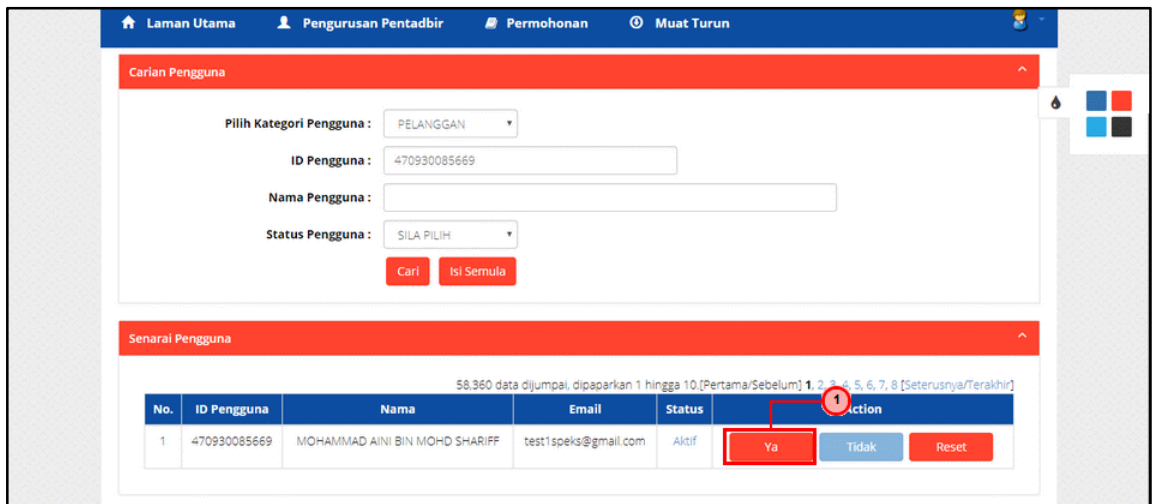 Laman Utama Pengurusan Pentadbir Permohonan Muat Turun
Carian Pengguna
Pilih Kategori Pengguna : PELANGGAN
ID Pengguna : 470930085669
Nama Pengguna :
Status Pengguna : SILA PILIH
Cari Isi Semula
Senarai Pengguna
58,360 data dijumpai, dipaparkan 1 hingga 10.[Pertama/Sebelum] 1, 2, 3, 4, 5, 6, 7, 8 [Seterusnya/Terakhir]
1
No. ID Pengguna Nama Email Status Action
1 470930085669 MOHAMMAD AINI BIN MOHD SHARIFF test1speks@gmail.com Aktif Ya Tidak Reset